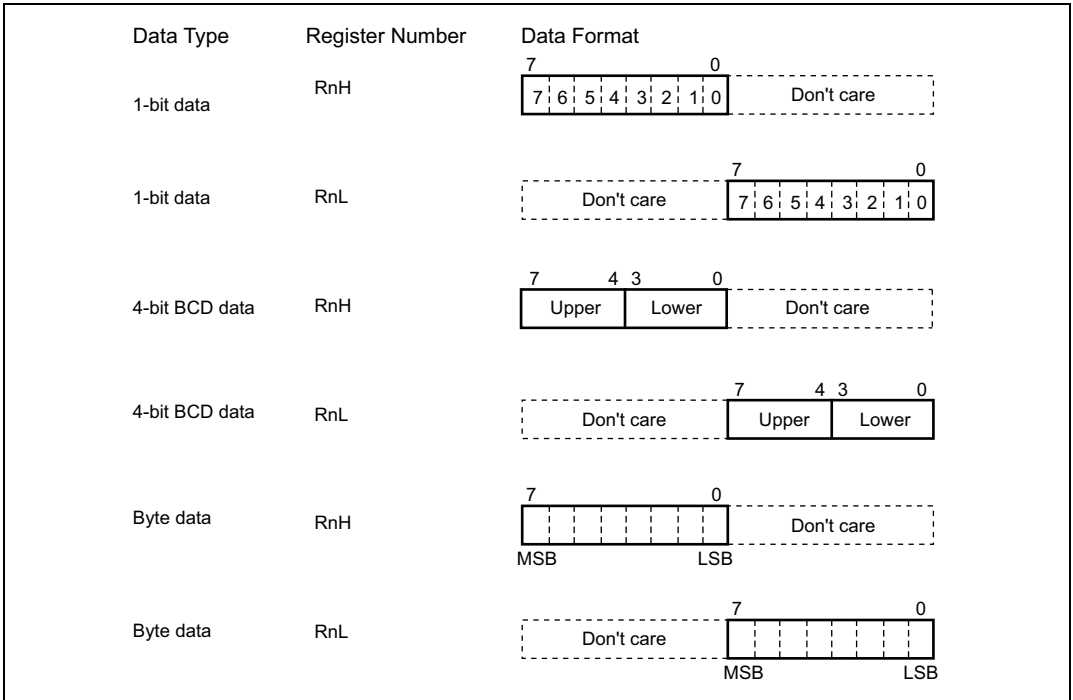 Data Type Register Number Data Format
7 0
1-bit data RnH 7 6 5 4 3 2 1 0 Don't care
7 0
1-bit data RnL Don't care 7 6 5 4 3 2 1 0
7 4 3 0
4-bit BCD data RnH Upper Lower Don't care
7 4 3 0
4-bit BCD data RnL Don't care Upper Lower
7 0
Byte data RnH Don't care
MSB LSB
7 0
Byte data RnL Don't care
MSB LSB